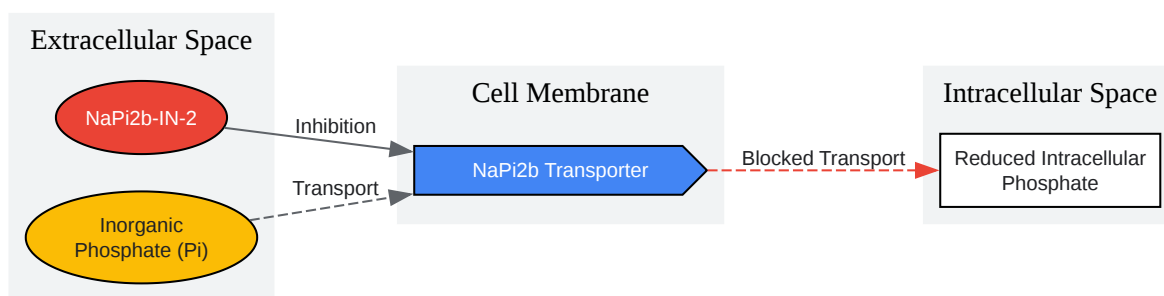 Extracellular Space
NaPi2b-IN-2
Inorganic
Phosphate (Pi)
Inhibition
Transport
Cell Membrane
NaPi2b Transporter
Blocked Transport
Intracellular Space
Reduced Intracellular
Phosphate